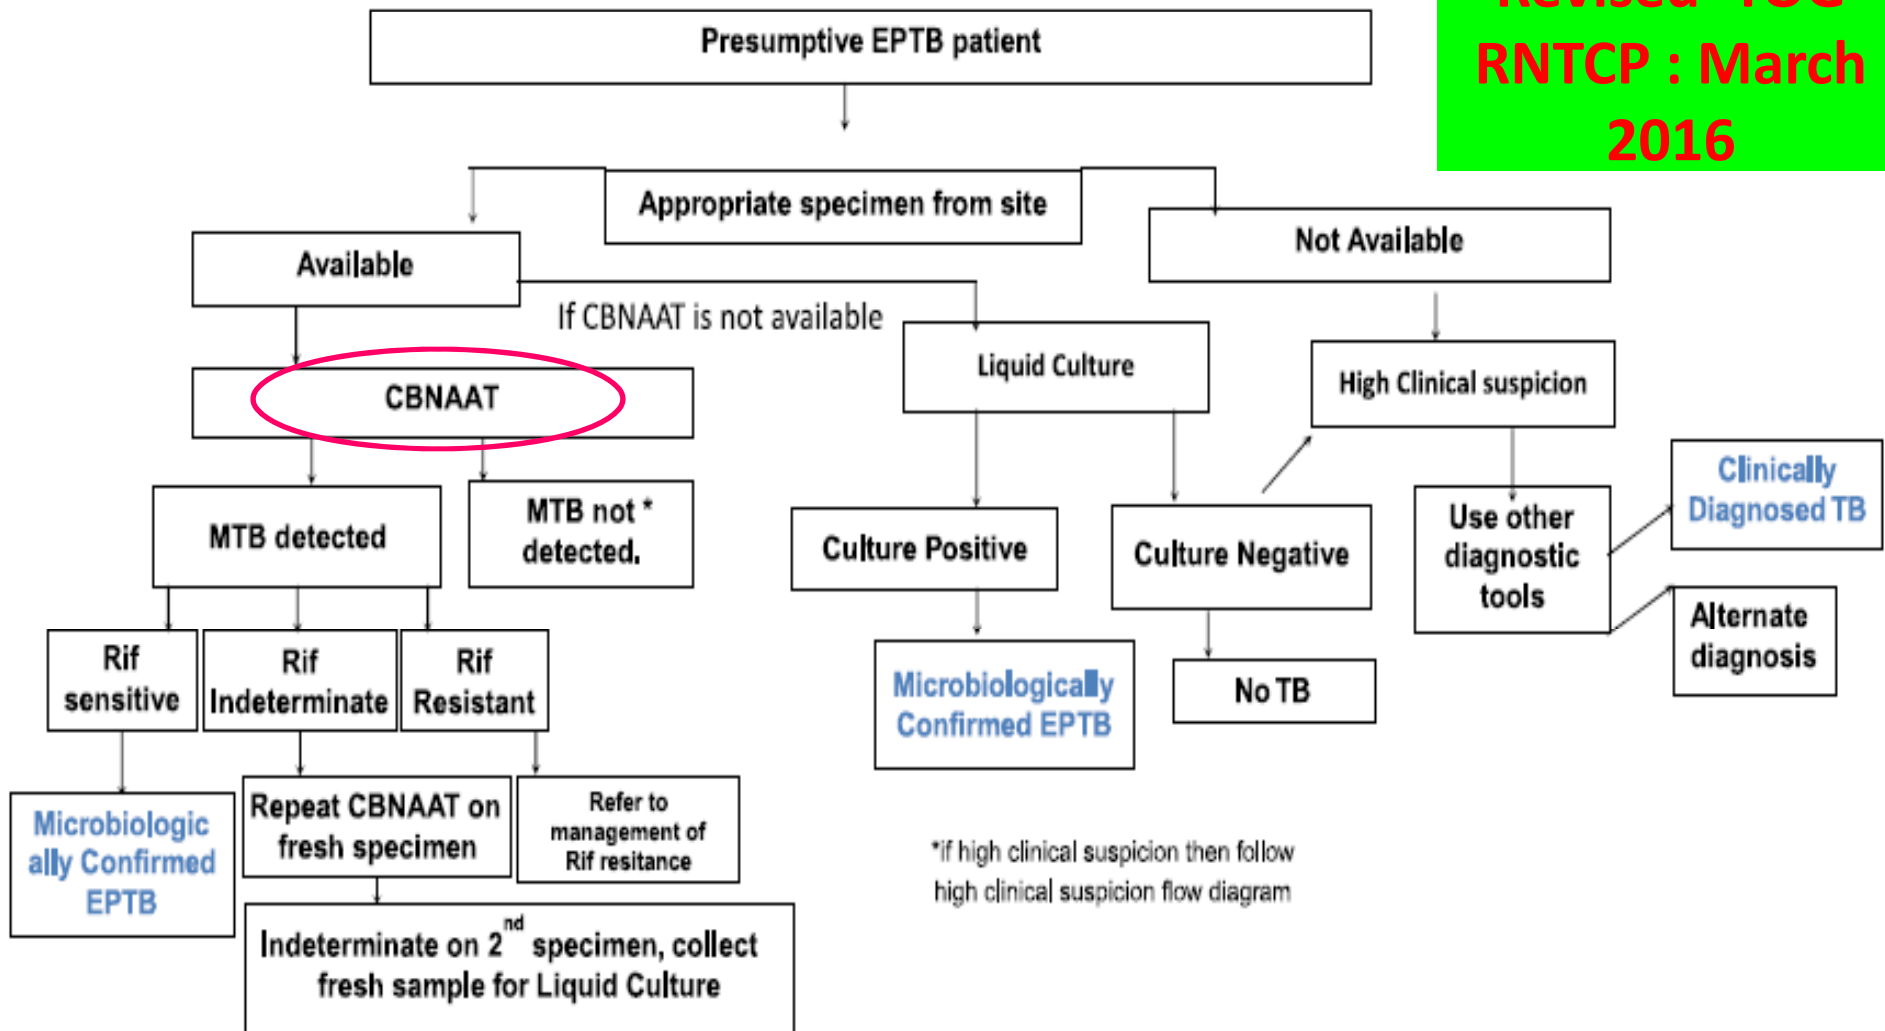 Presumptive EPTB patient
RNTCP : March
2016
Appropriate specimen from site
Available
Not Available
If CBNAAT is not available
CBNAAT
Liquid Culture
High Clinical suspicion
MTB detected
MTB not *
detected.
Culture Positive
Culture Negative
Use other
diagnostic
tools
Clinically
Diagnosed TB
Alternate
diagnosis
Rif
sensitive
Rif
Indeterminate
Rif
Resistant
Microbiologically
Confirmed EPTB
No TB
Microbiologic
ally Confirmed
EPTB
Repeat CBNAAT on
fresh specimen
Refer to
management of
Rif resitance
*if high clinical suspicion then follow
high clinical suspicion flow diagram
Indeterminate on 2nd specimen, collect
fresh sample for Liquid Culture